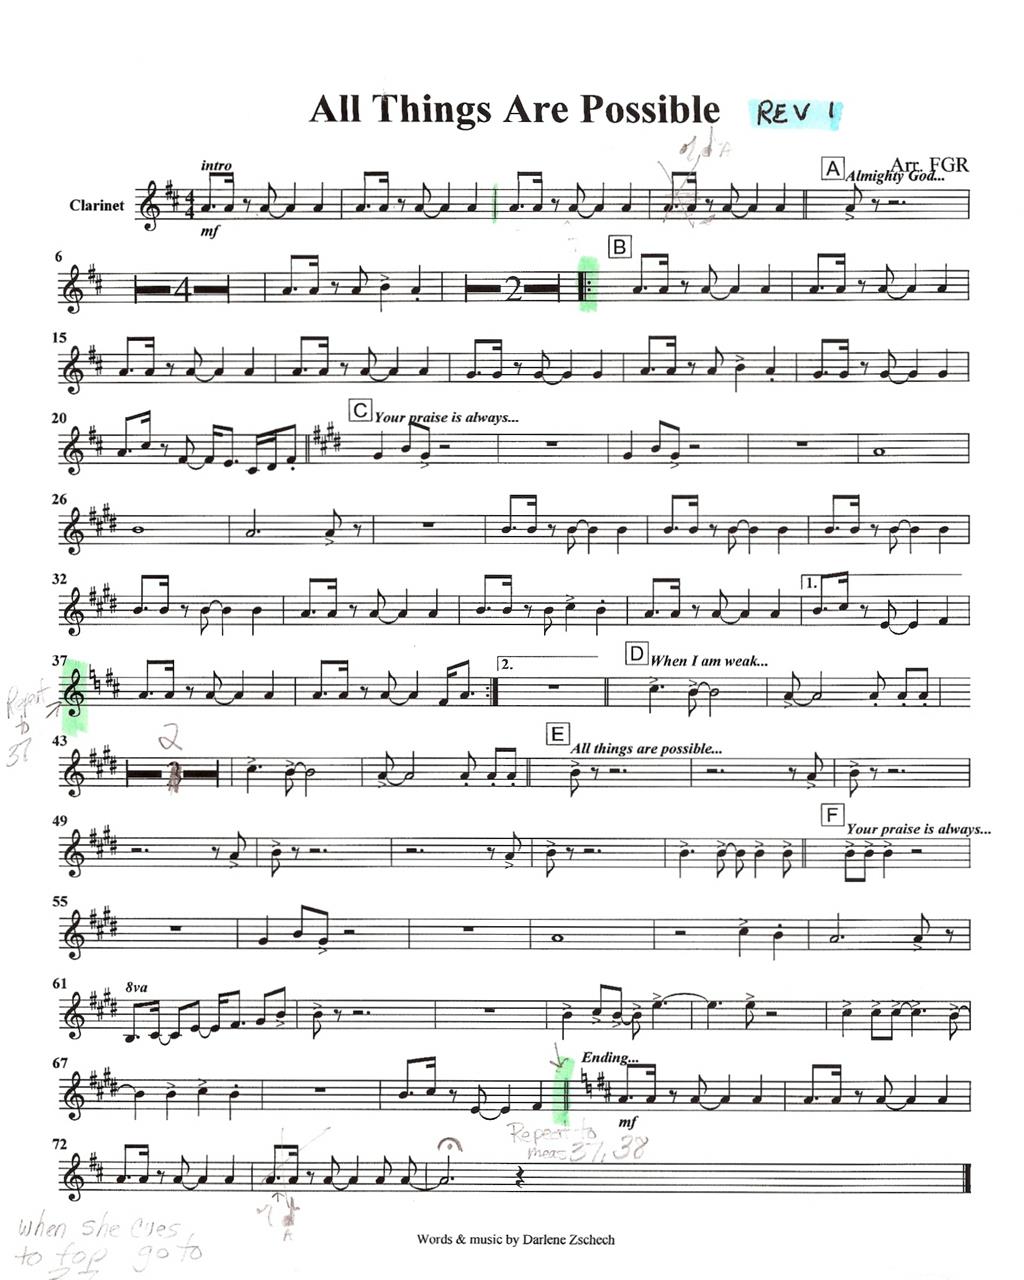 All Things Are Possible REV 1
A
Arr. FGR
intro
Almighty God...
Clarinet
mf
6
B
4
2
15
20
C
Your praise is always...
26
32
1.
37
2.
D
When I am weak...
Repeat
to
37
43
2
E
All things are possible...
49
F
Your praise is always...
55
61
8va
67
Ending...
mf
Repeat to
meas 37, 38
72
A
when she cues
to top go to
37
Words & music by Darlene Zschech